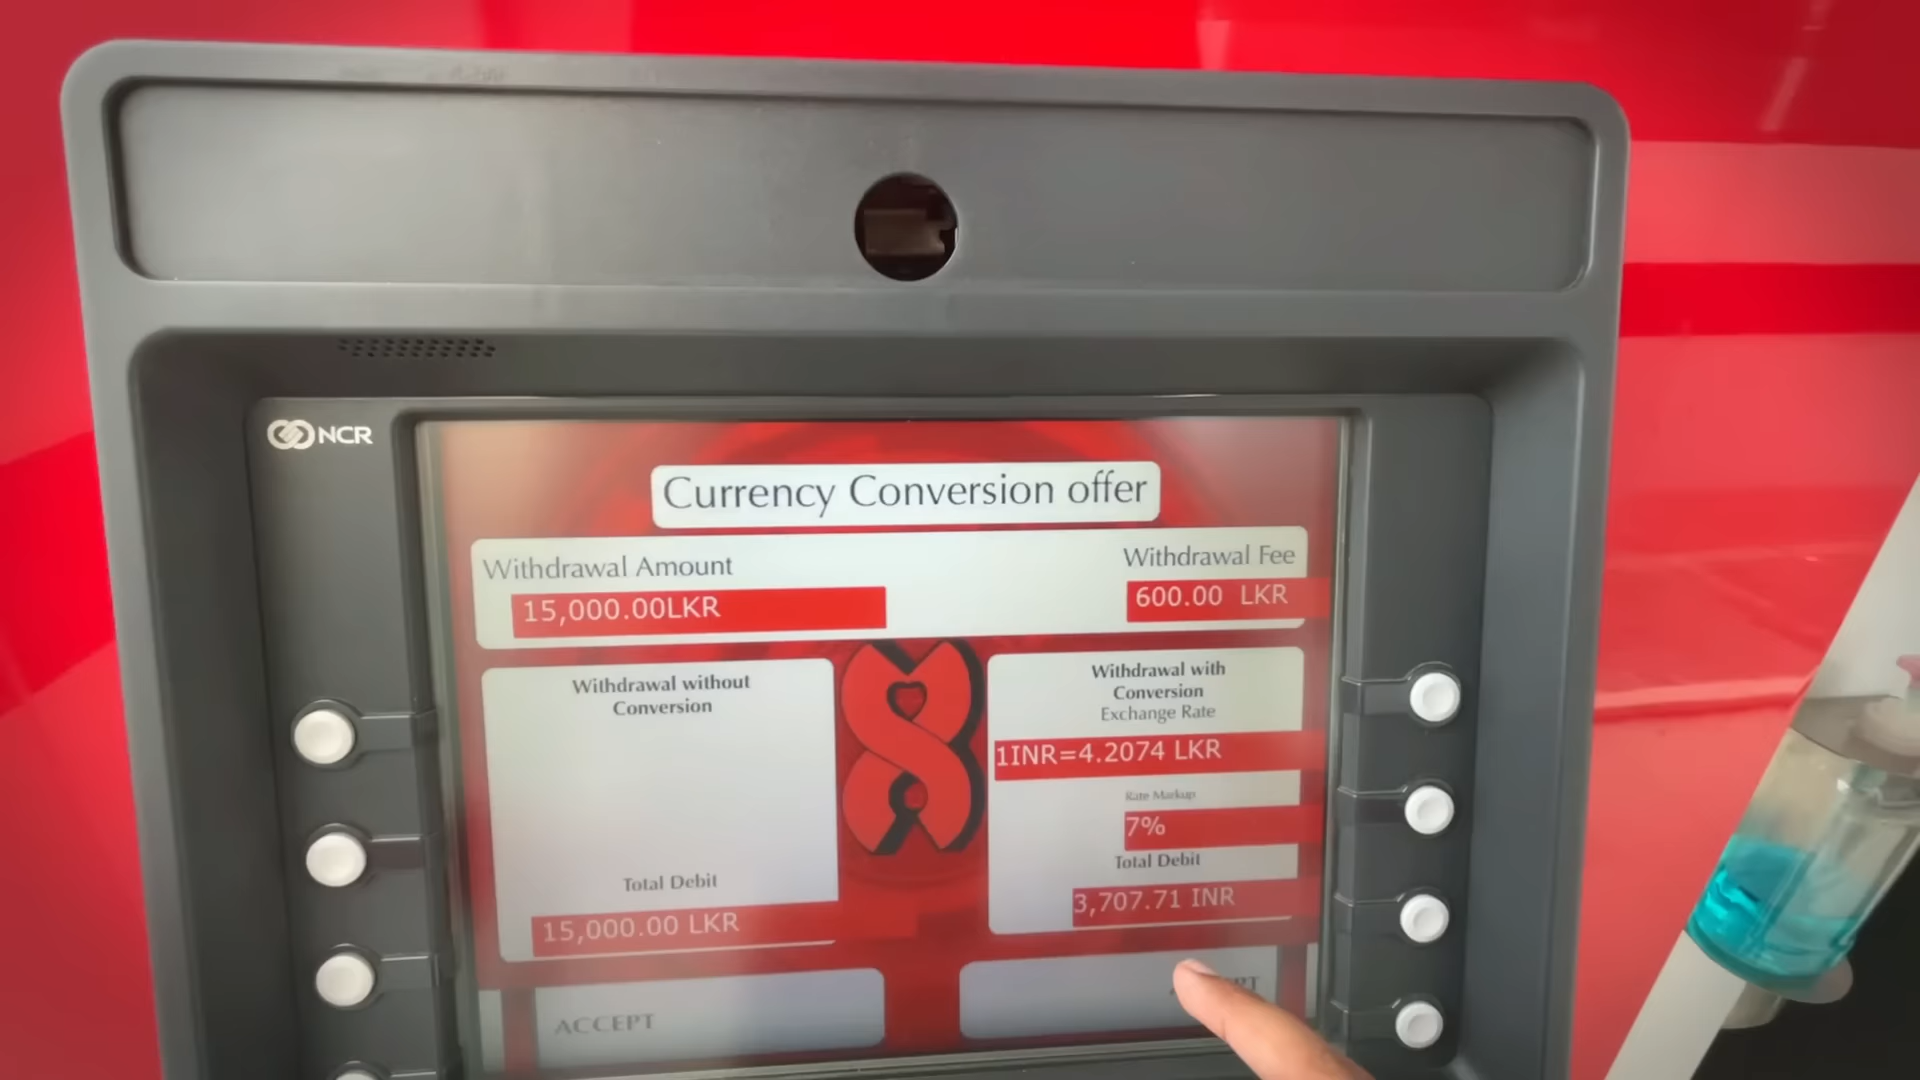 NCR
Currency Conversion offer
Withdrawal Amount
Withdrawal Fee
15,000.00LKR
600.00 LKR
Withdrawal without
Conversion
Total Debit
15,000.00 LKR
ACCEPT
Withdrawal with
Conversion
Exchange Rate
1INR=4.2074 LKR
Rate Markup
7%
Total Debit
3,707.71 INR